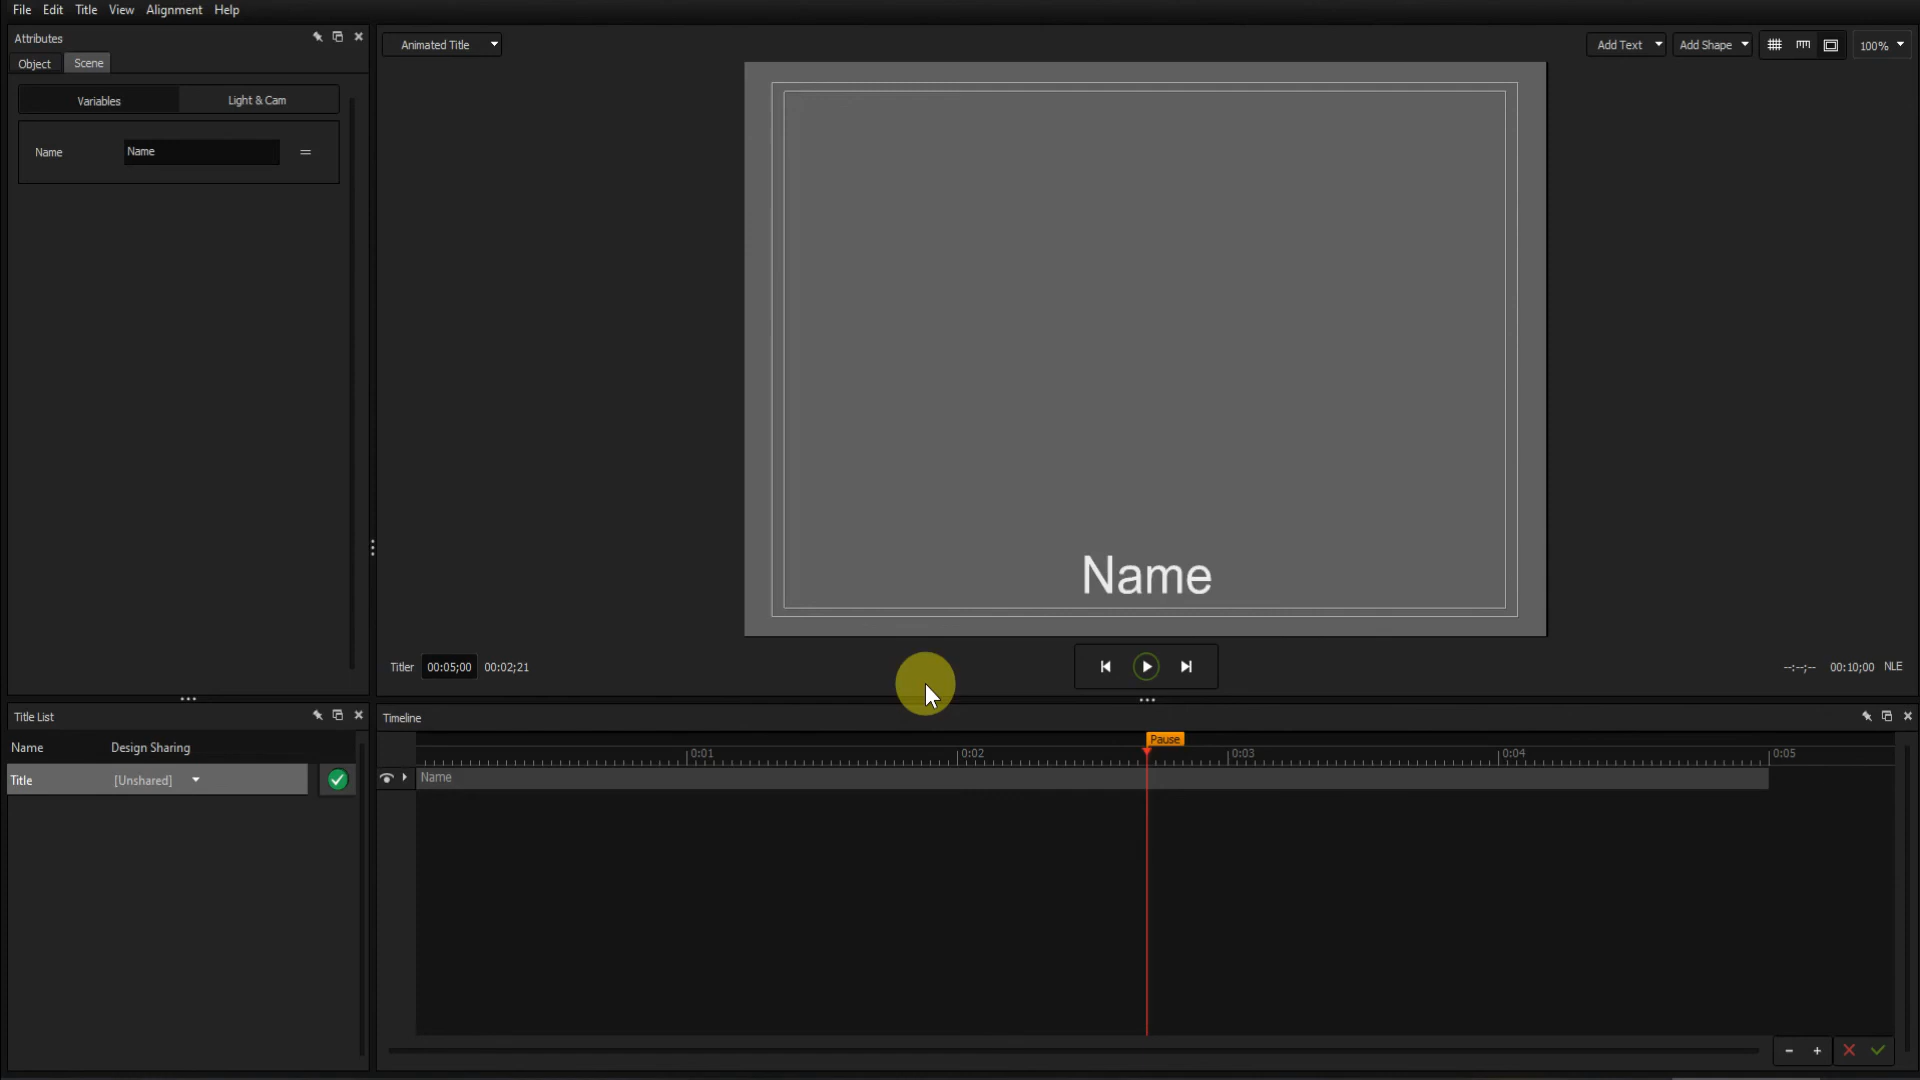 File Edit Title View Alignment Help
Attributes
Object Scene
Variables Light & Cam
Name Name =
Animated Title
Add Text Add Shape 100%
Name
Titler 00:05;00 00:02;21
--:--;-- 00:10;00 NLE
Title List
Name Design Sharing
Title [Unshared]
Timeline
Pause
0:01 0:02 0:03 0:04 0:05
Name